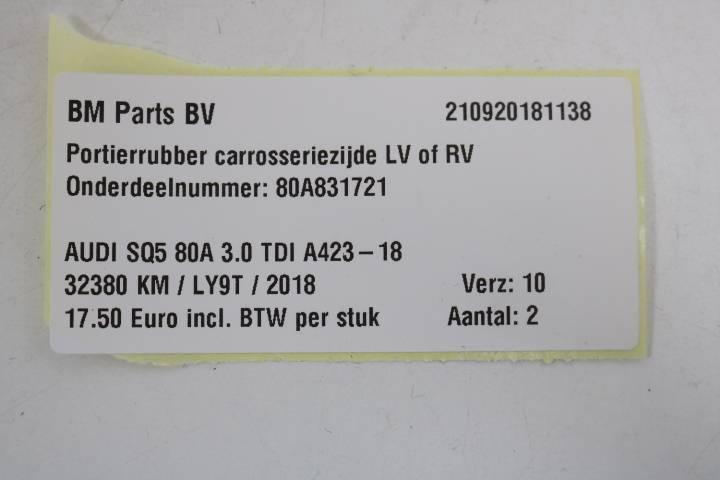 BM Parts BV 210920181138
Portierrubber carrosseriezijde LV of RV
Onderdeelnummer: 80A831721
AUDI SQ5 80A 3.0 TDI A423-18
32380 KM / LY9T / 2018 Verz: 10
17.50 Euro incl. BTW per stuk Aantal: 2